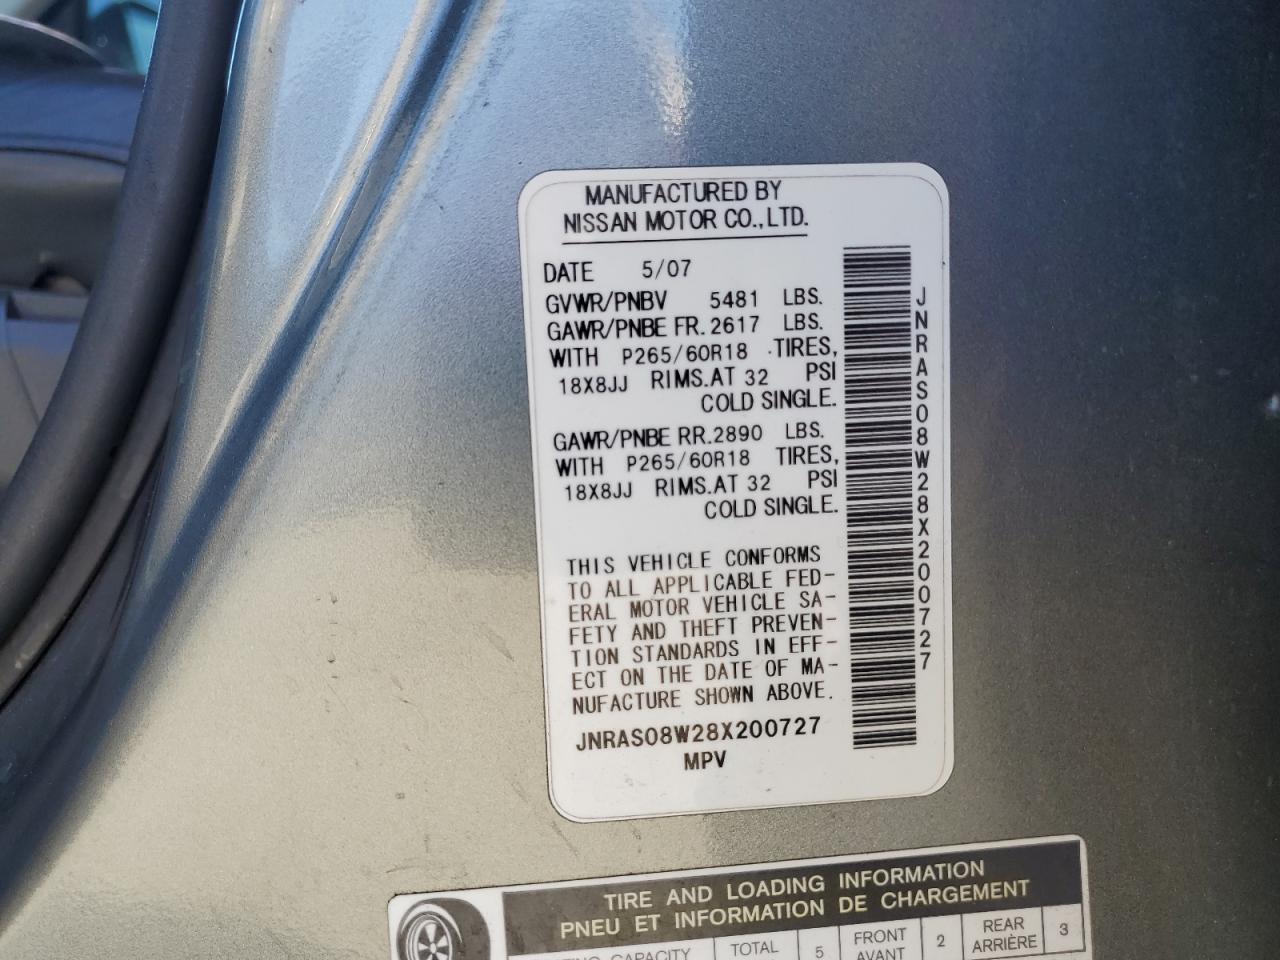 MANUFACTURED BY
NISSAN MOTOR CO., LTD.
DATE 5/07
GVWR/PNBV 5481 LBS.
GAWR/PNBE FR. 2617 LBS.
WITH P265/60R18 TIRES,
18X8JJ RIMS. AT 32 PSI
COLD SINGLE.
GAWR/PNBE RR. 2890 LBS.
WITH P265/60R18 TIRES,
18X8JJ RIMS. AT 32 PSI
COLD SINGLE.
THIS VEHICLE CONFORMS
TO ALL APPLICABLE FED-
ERAL MOTOR VEHICLE SA-
FETY AND THEFT PREVEN-
TION STANDARDS IN EFF-
ECT ON THE DATE OF MA-
NUFACTURE SHOWN ABOVE.
JNRAS08W28X200727
MPV
JNRAS08W28X200727
TIRE AND LOADING INFORMATION
PNEU ET INFORMATION DE CHARGEMENT
CAPACITY TOTAL 5 FRONT AVANT 2 REAR ARRIÈRE 3